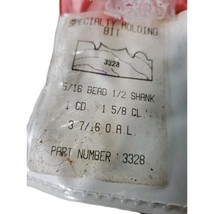 SPECIALTY HOLDING
BIT
3328
5/16 BEAD 1/2 SHANK
1 CD 1 5/8 CL
3 7/16 O.A.L
PART NUMBER 3328